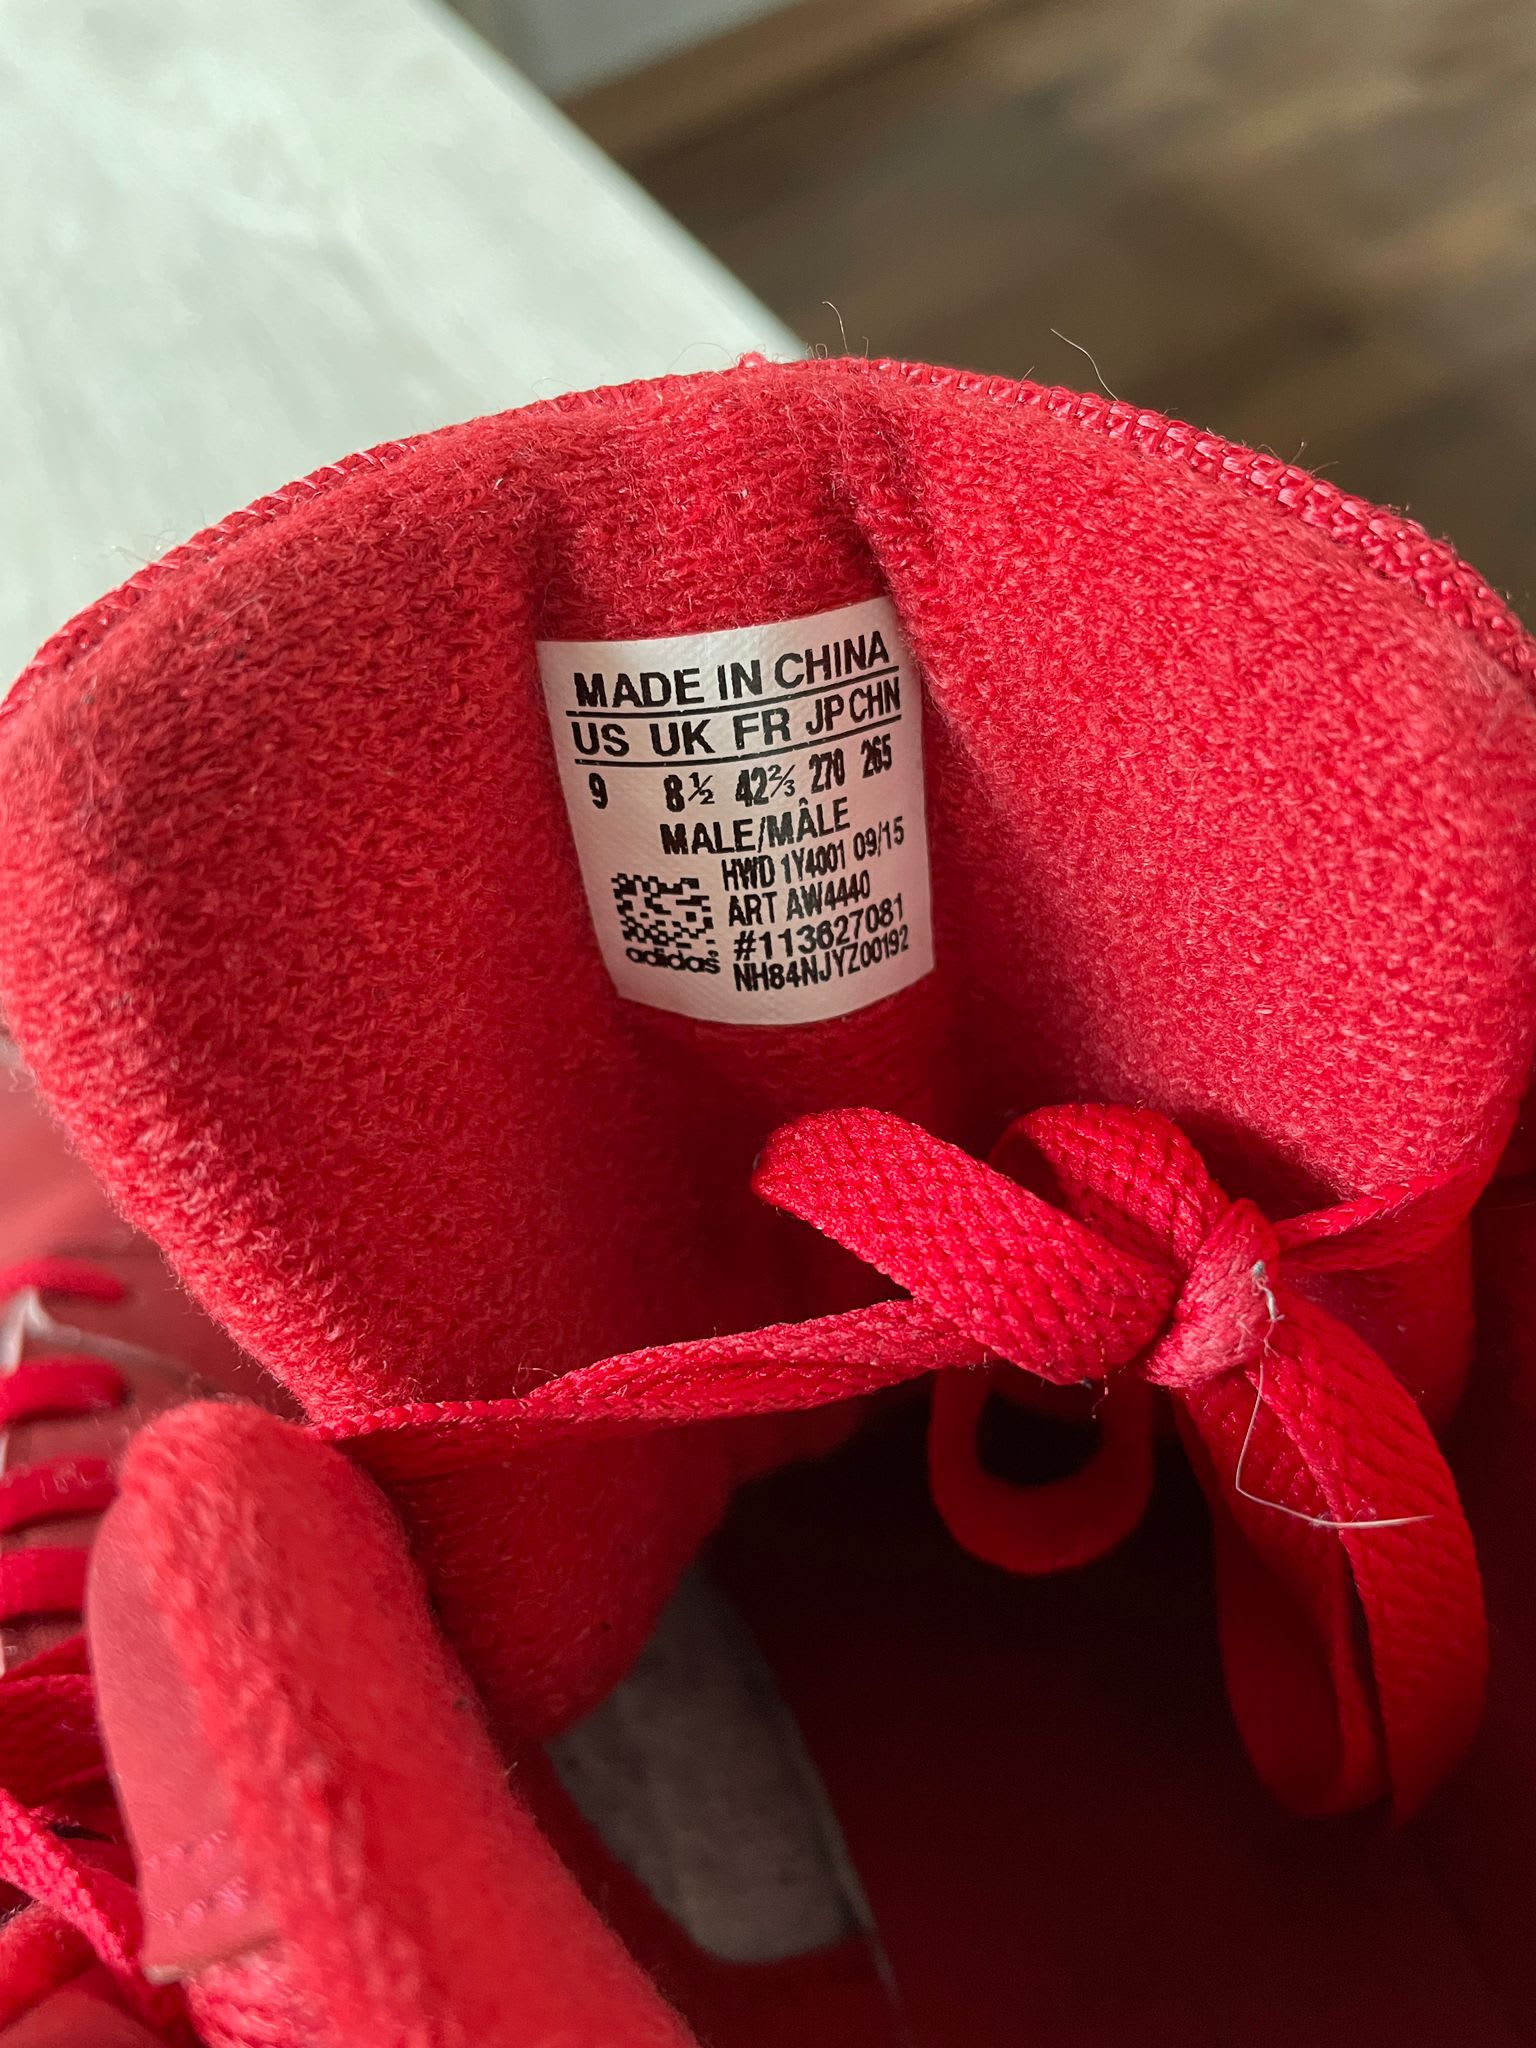 MADE IN CHINA
US UK FR JP CHN
9 8½ 42⅔ 270 265
MALE/MÂLE
HWD 1Y4001 09/15
ART AW4440
#113627081
adidas NH84NJYZ00192